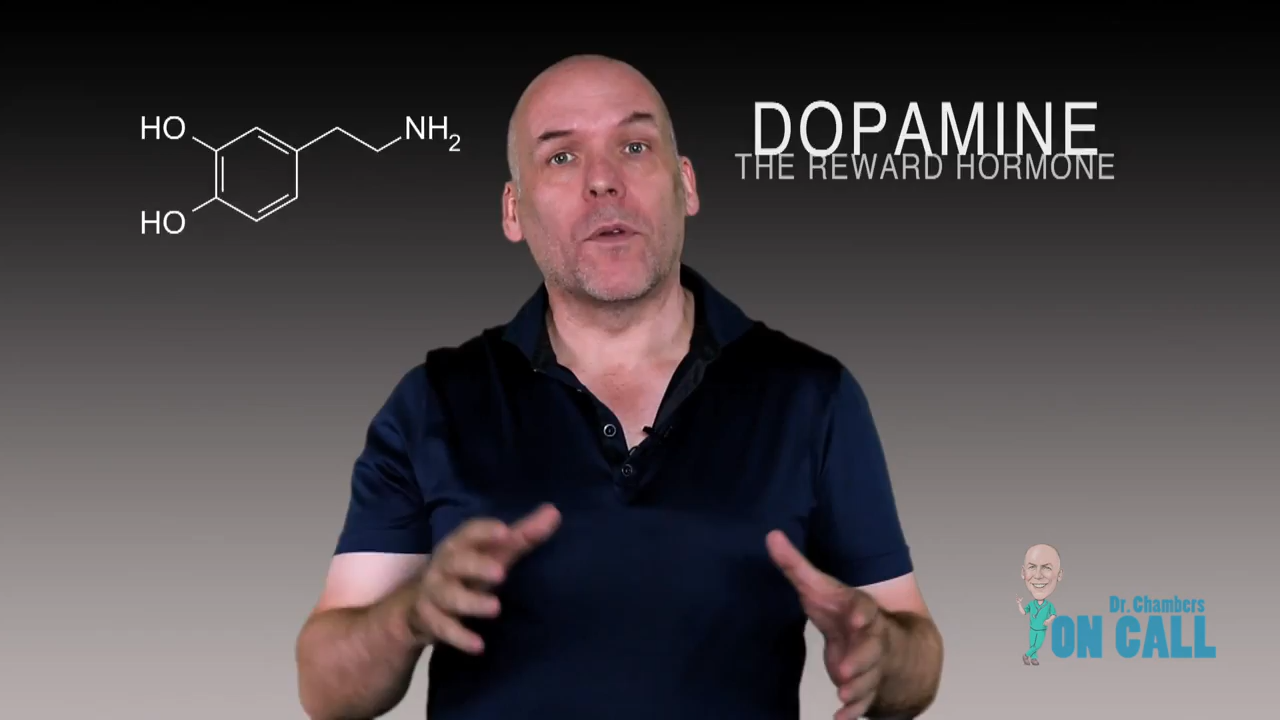 HO
NH2
HO
DOPAMINE
THE REWARD HORMONE
Dr. Chambers
ON CALL